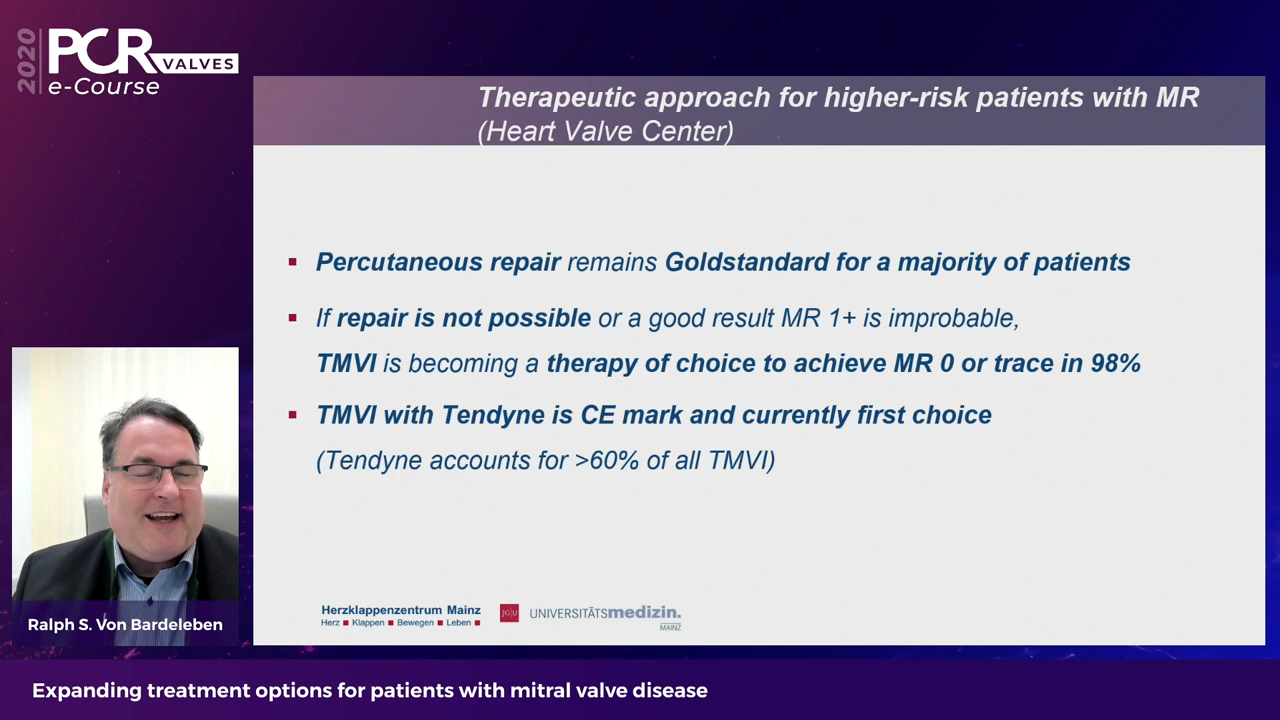 2020
PCR VALVES
e-Course
Therapeutic approach for higher-risk patients with MR
(Heart Valve Center)
▪ Percutaneous repair remains Goldstandard for a majority of patients
▪ If repair is not possible or a good result MR 1+ is improbable,
TMVI is becoming a therapy of choice to achieve MR 0 or trace in 98%
▪ TMVI with Tendyne is CE mark and currently first choice
(Tendyne accounts for >60% of all TMVI)
Herzklappenzentrum Mainz
Herz ▪ Klappen ▪ Bewegen ▪ Leben ▪
JG|U
UNIVERSITÄTSmedizin.
MAINZ
Ralph S. Von Bardeleben
Expanding treatment options for patients with mitral valve disease